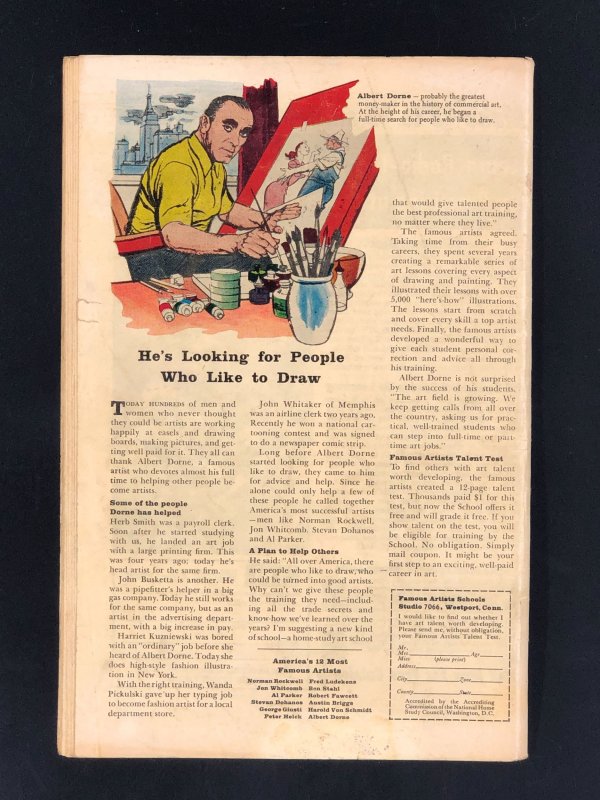 Albert Dorne — probably the greatest
money-maker in the history of commercial art.
At the height of his career, he began a
full-time search for people who like to draw.
He's Looking for People
Who Like to Draw
TODAY HUNDREDS of men and
women who never thought
they could be artists are working
happily at easels and drawing
boards, making pictures, and get-
ting well paid for it. They all can
thank Albert Dorne, a famous
artist who devotes almost his full
time to helping other people be-
come artists.
Some of the people
Dorne has helped
Herb Smith was a payroll clerk.
Soon after he started studying
with us, he landed an art job
with a large printing firm. This
was four years ago; today he's
head artist for the same firm.
John Busketta is another. He
was a pipefitter's helper in a big
gas company. Today he still works
for the same company, but as an
artist in the advertising depart-
ment, with a big increase in pay.
Harriet Kuzniewski was bored
with an "ordinary" job before she
heard of Albert Dorne. Today she
does high-style fashion illustra-
tion in New York.
With the right training, Wanda
Pickulski gave up her typing job
to become fashion artist for a local
department store.
John Whitaker of Memphis
was an airline clerk two years ago.
Recently he won a national car-
tooning contest and was signed
to do a newspaper comic strip.
Long before Albert Dorne
started looking for people who
like to draw, they came to him
for advice and help. Since he
alone could only help a few of
these people he called together
America's most successful artists
—men like Norman Rockwell,
Jon Whitcomb, Stevan Dohanos
and Al Parker.
A Plan to Help Others
He said: "All over America, there
are people who like to draw, who
could be turned into good artists.
Why can't we give these people
the training they need—includ-
ing all the trade secrets and
know-how we've learned over the
years? I'm suggesting a new kind
of school—a home-study art school
America's 12 Most
Famous Artists
Norman Rockwell Fred Ludekens
Jon Whitcomb Ben Stahl
Al Parker Robert Fawcett
Stevan Dohanos Austin Briggs
George Giusti Harold Von Schmidt
Peter Helck Albert Dorne
that would give talented people
the best professional art training,
no matter where they live."
The famous artists agreed.
Taking time from their busy
careers, they spent several years
creating a remarkable series of
art lessons covering every aspect
of drawing and painting. They
illustrated their lessons with over
5,000 "here's-how" illustrations.
The lessons start from scratch
and cover every skill a top artist
needs. Finally, the famous artists
developed a wonderful way to
give each student personal cor-
rection and advice all through
his training.
Albert Dorne is not surprised
by the success of his students.
"The art field is growing. We
keep getting calls from all over
the country, asking us for prac-
tical, well-trained students who
can step into full-time or part-
time art jobs."
Famous Artists Talent Test
To find others with art talent
worth developing, the famous
artists created a 12-page talent
test. Thousands paid $1 for this
test, but now the School offers it
free and will grade it free. If you
show talent on the test, you will
be eligible for training by the
School. No obligation. Simply
mail coupon. It might be your
first step to an exciting, well-paid
career in art.
Famous Artists Schools
Studio 7066, Westport, Conn.
I would like to find out whether I
have art talent worth developing.
Please send me, without obligation,
your Famous Artists Talent Test.
Mr.
Mrs. Age
Miss (please print)
Address
City Zone
County State
Accredited by the Accrediting
Commission of the National Home
Study Council, Washington, D.C.